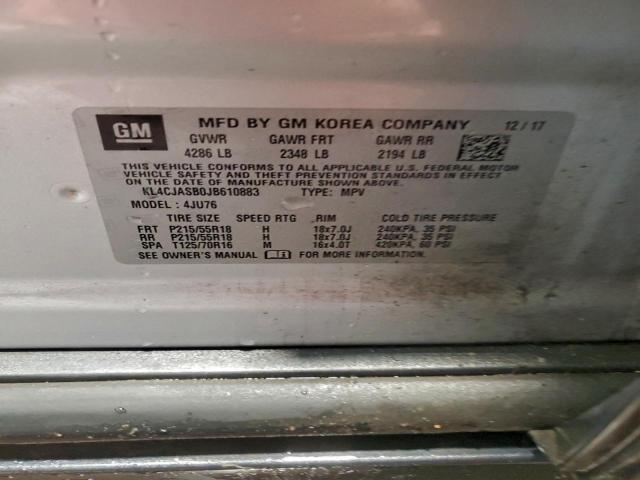 GM MFD BY GM KOREA COMPANY 12/17
GVWR GAWR FRT GAWR RR
4286 LB 2348 LB 2194 LB
THIS VEHICLE CONFORMS TO ALL APPLICABLE U.S. FEDERAL MOTOR
VEHICLE SAFETY AND THEFT PREVENTION STANDARDS IN EFFECT
ON THE DATE OF MANUFACTURE SHOWN ABOVE.
KL4CJASB0JB610883 TYPE: MPV
MODEL: 4JU76
TIRE SIZE SPEED RTG RIM COLD TIRE PRESSURE
FRT P215/55R18 H 18x7.0J 240KPA, 35 PSI
RR P215/55R18 H 18x7.0J 240KPA, 35 PSI
SPA T125/70R16 M 16x4.0T 420KPA, 60 PSI
SEE OWNER'S MANUAL FOR MORE INFORMATION.